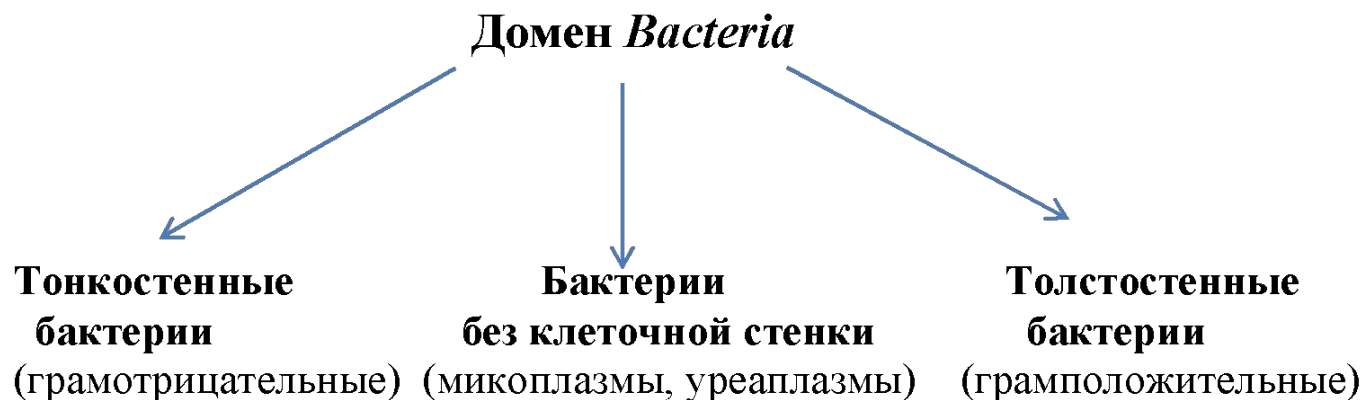 Домен Bacteria
Тонкостенные
бактерии
(грамотрицательные)
Бактерии
без клеточной стенки
(микоплазмы, уреаплазмы)
Толстостенные
бактерии
(грамположительные)